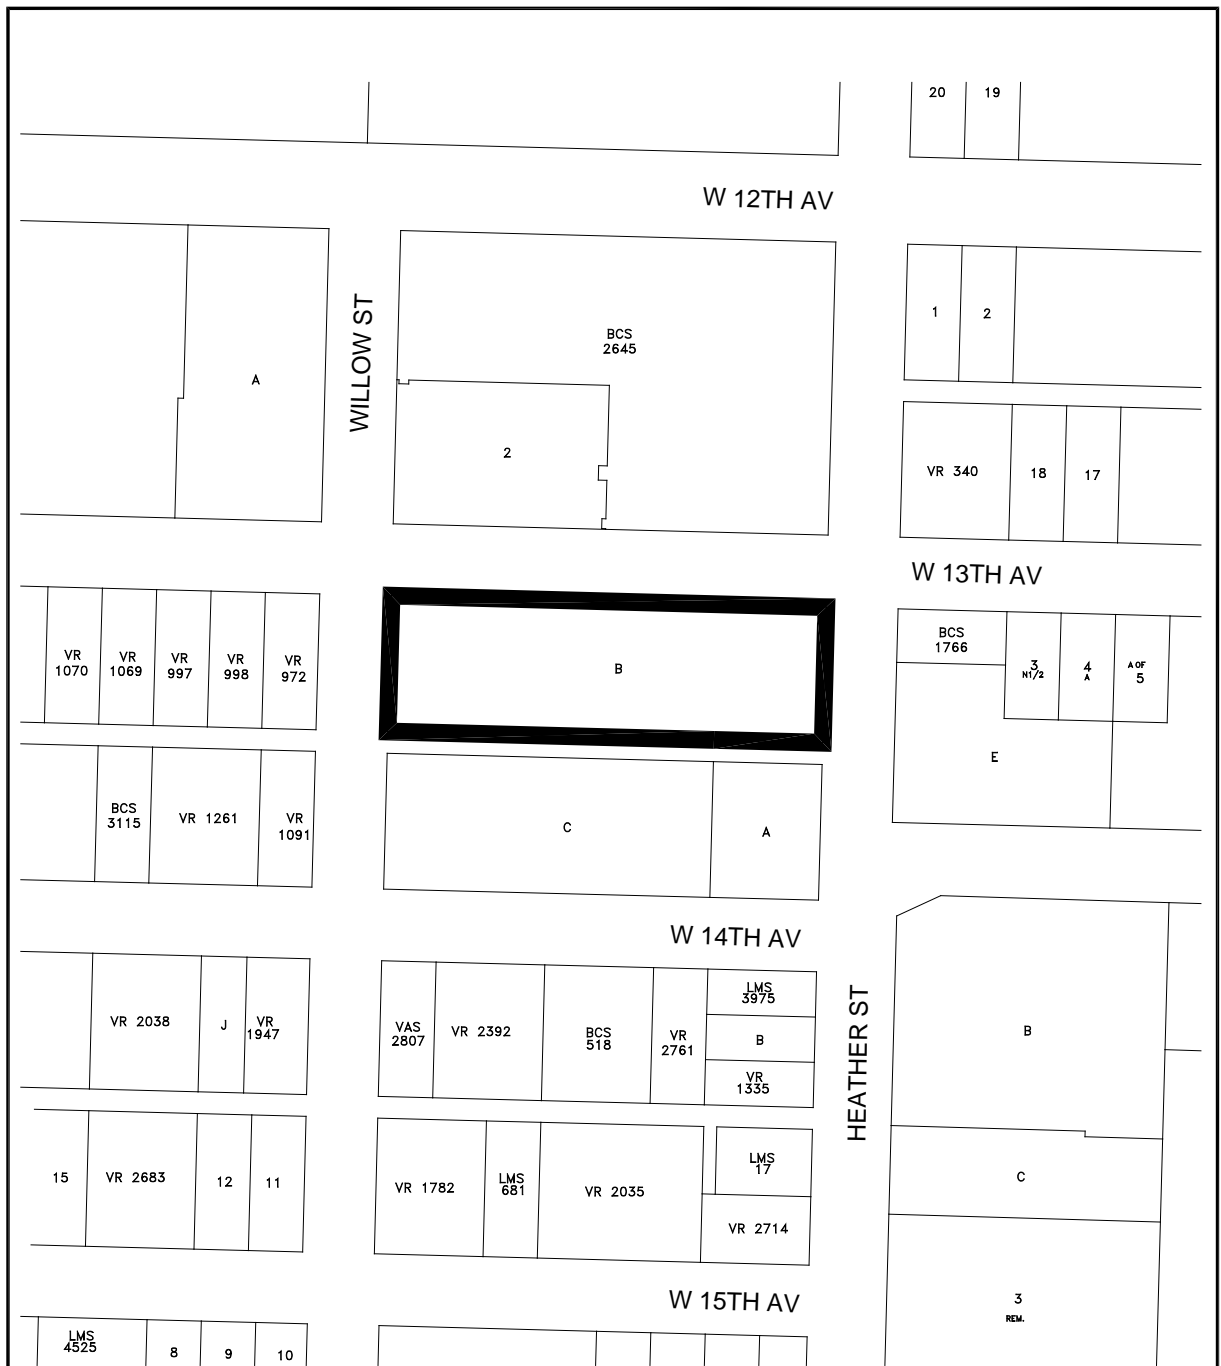 20
19
W 12TH AV
WILLOW ST
A
BCS
2645
2
1
2
VR 340
18
17
W 13TH AV
VR
1070
VR
1069
VR
997
VR
998
VR
972
B
BCS
1766
3
N1/2
4
A
A OF
5
E
BCS
3115
VR 1261
VR
1091
C
A
W 14TH AV
VR 2038
J
VR
1947
VAS
2807
VR 2392
BCS
518
VR
2761
LMS
3975
B
VR
1335
HEATHER ST
B
15
VR 2683
12
11
VR 1782
LMS
681
VR 2035
LMS
17
VR 2714
C
W 15TH AV
3
REM.
LMS
4525
8
9
10